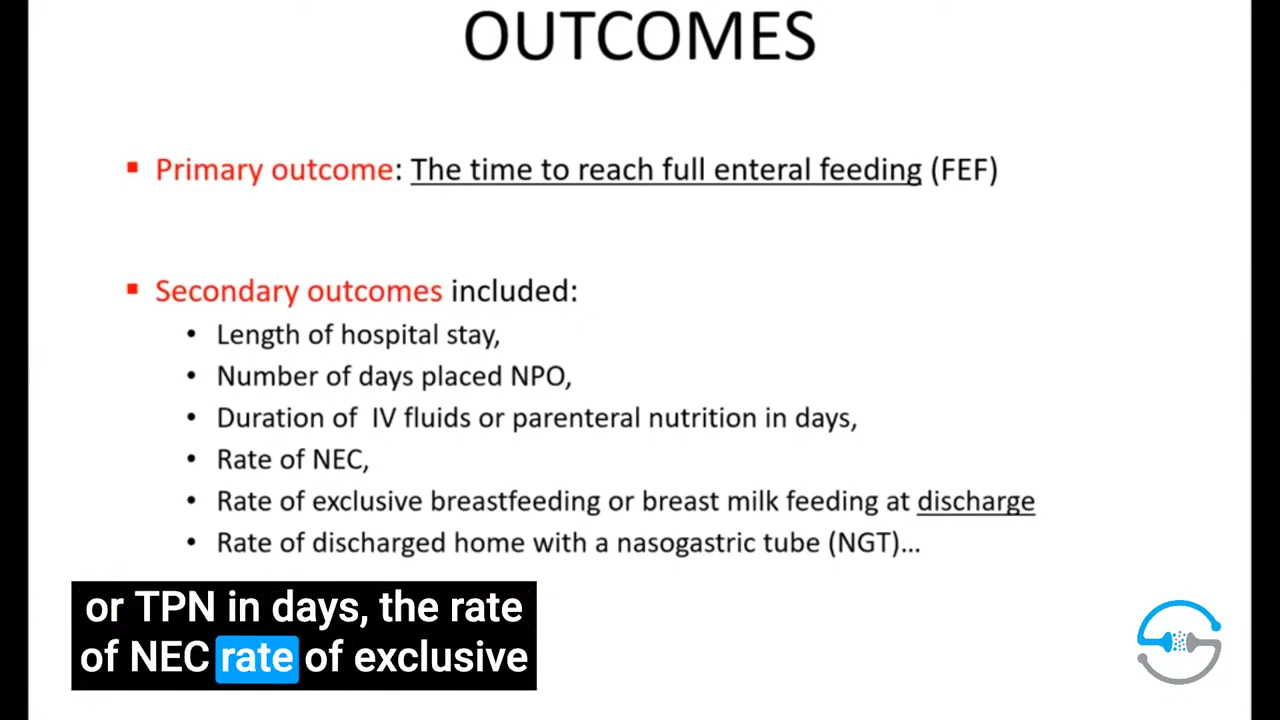 OUTCOMES
▪ Primary outcome: The time to reach full enteral feeding (FEF)
▪ Secondary outcomes included:
• Length of hospital stay,
• Number of days placed NPO,
• Duration of IV fluids or parenteral nutrition in days,
• Rate of NEC,
• Rate of exclusive breastfeeding or breast milk feeding at discharge
• Rate of discharged home with a nasogastric tube (NGT)...
or TPN in days, the rate
of NEC rate of exclusive